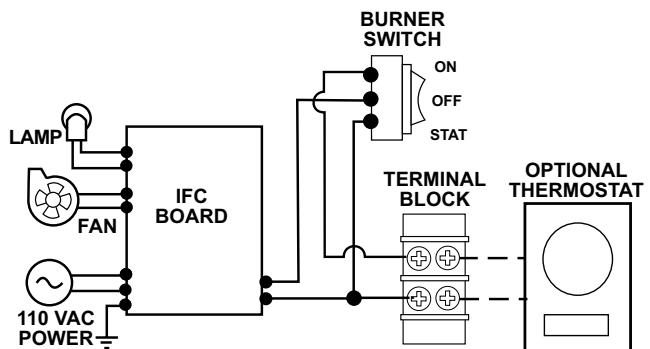 BURNER
SWITCH
ON
OFF
STAT
LAMP
FAN
IFC
BOARD
110 VAC
POWER
TERMINAL
BLOCK
OPTIONAL
THERMOSTAT